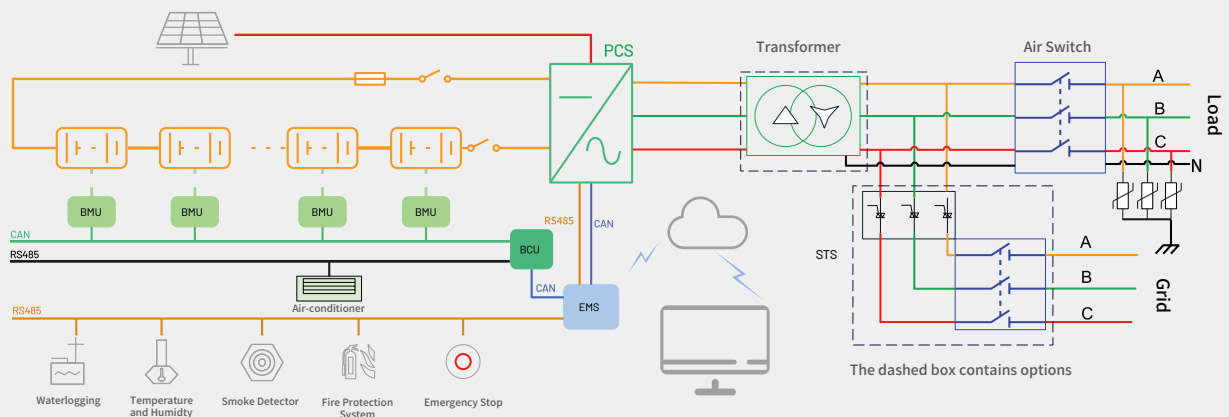 PCS
Transformer
Air Switch
A
B
C
N
Load
BMU
BMU
BMU
BMU
CAN
RS485
BCU
RS485
CAN
CAN
EMS
Air-conditioner
RS485
STS
A
B
C
Grid
Waterlogging
Temperature
and Humidty
Smoke Detector
Fire Protection
System
Emergency Stop
The dashed box contains options